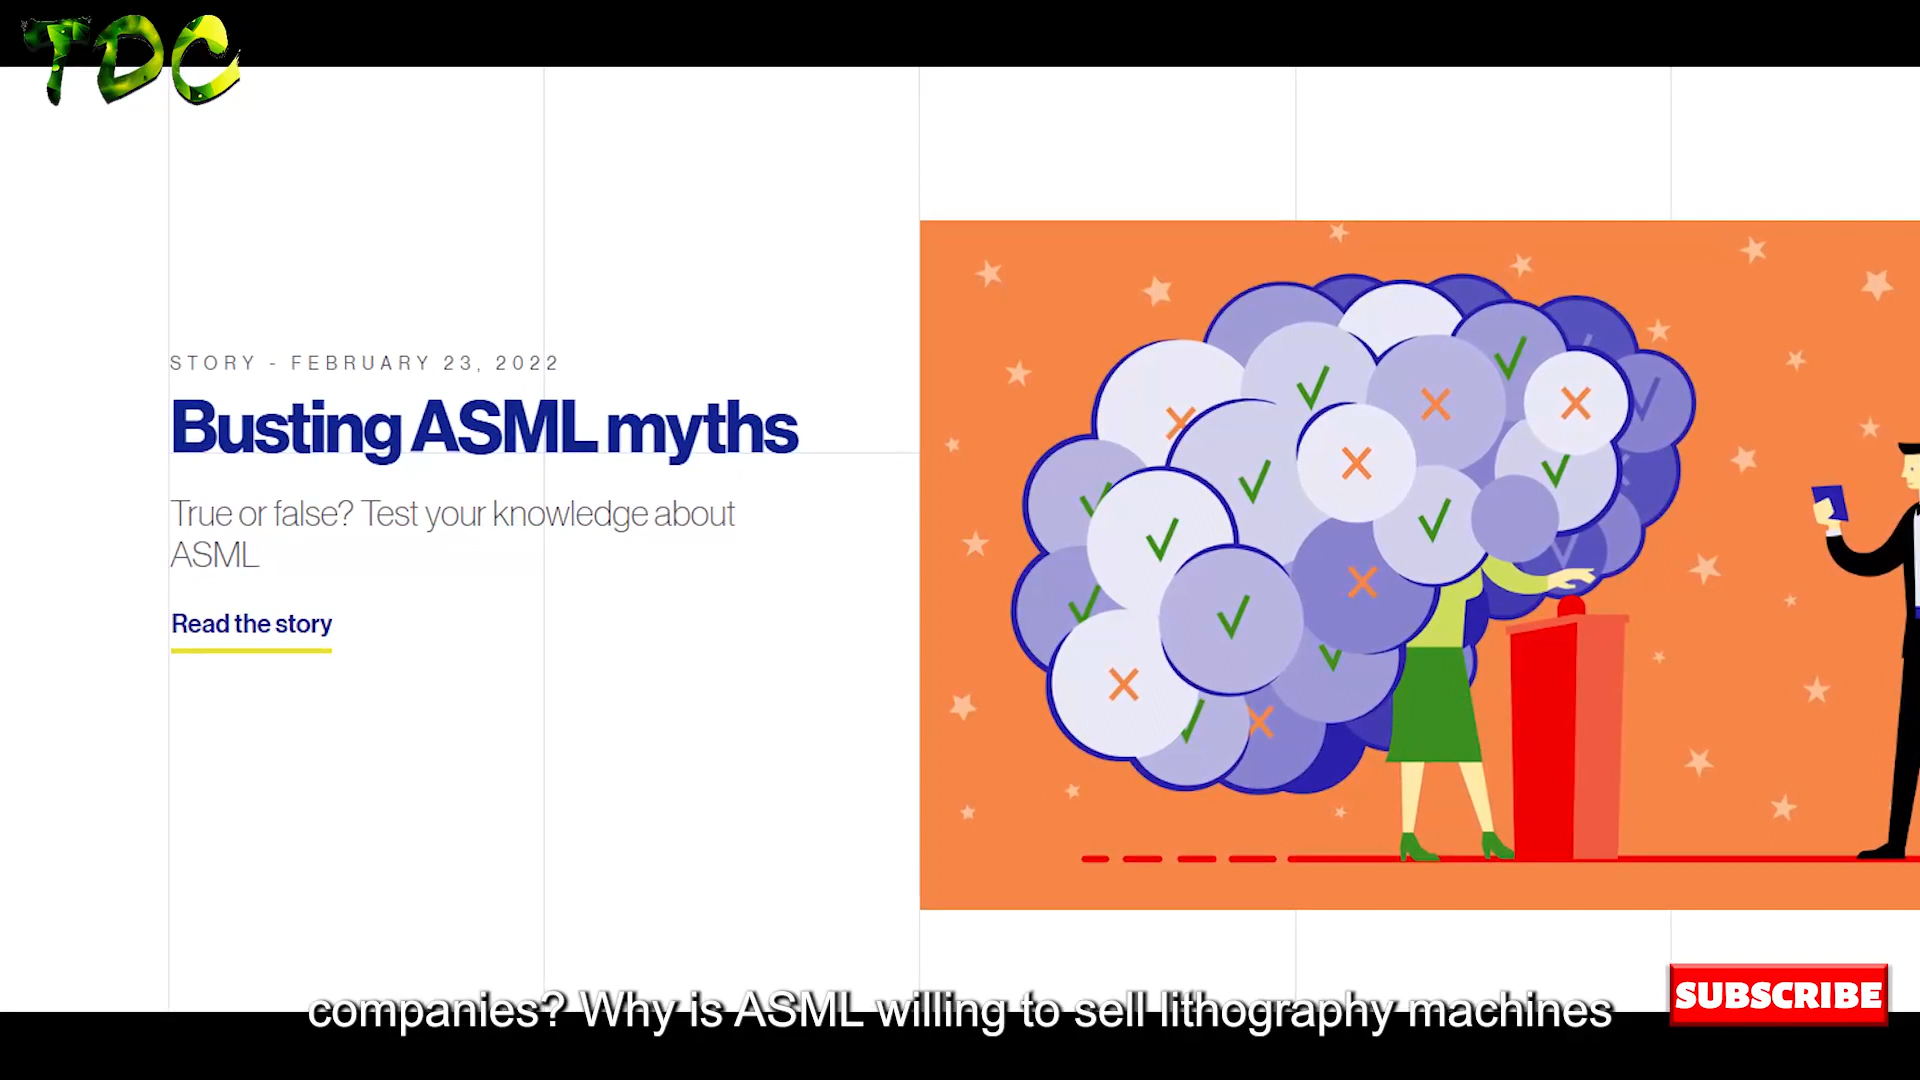 TDC
STORY - FEBRUARY 23, 2022
Busting ASML myths
True or false? Test your knowledge about
ASML
Read the story
companies? Why is ASML willing to sell lithography machines
SUBSCRIBE